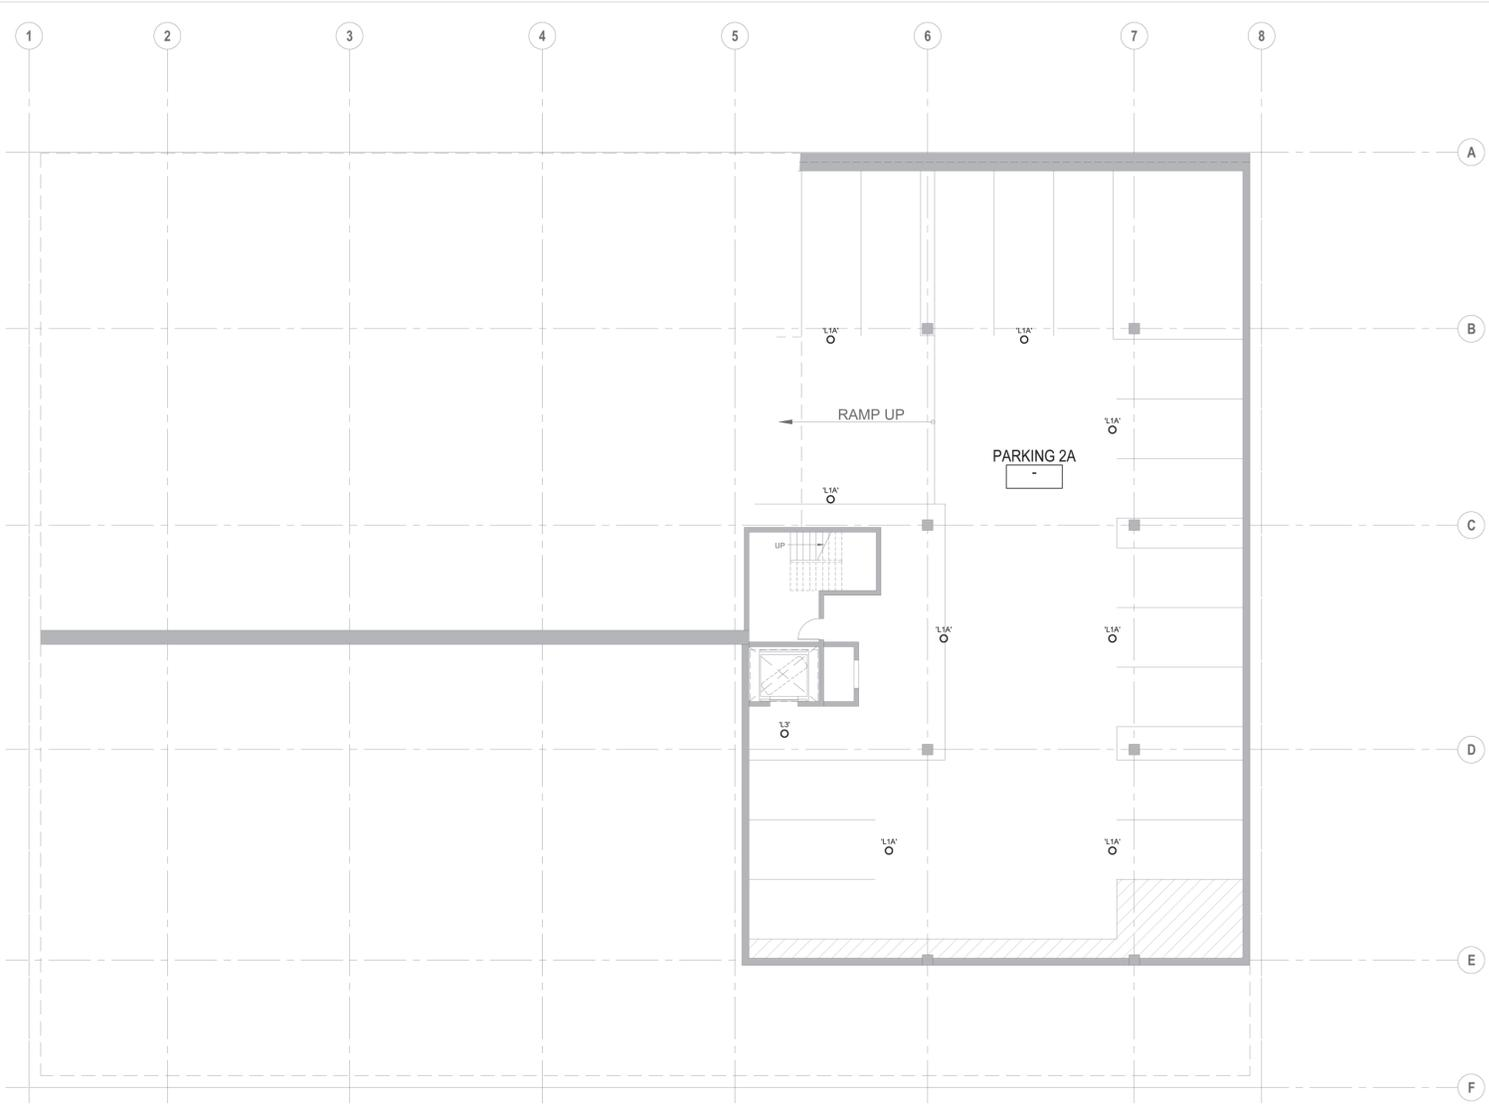 1 2 3 4 5 6 7 8
A
B
'L1A' 'L1A'
RAMP UP
'L1A'
PARKING 2A
-
'L1A'
C
UP
'L1A' 'L1A'
'L3'
D
'L1A' 'L1A'
E
F